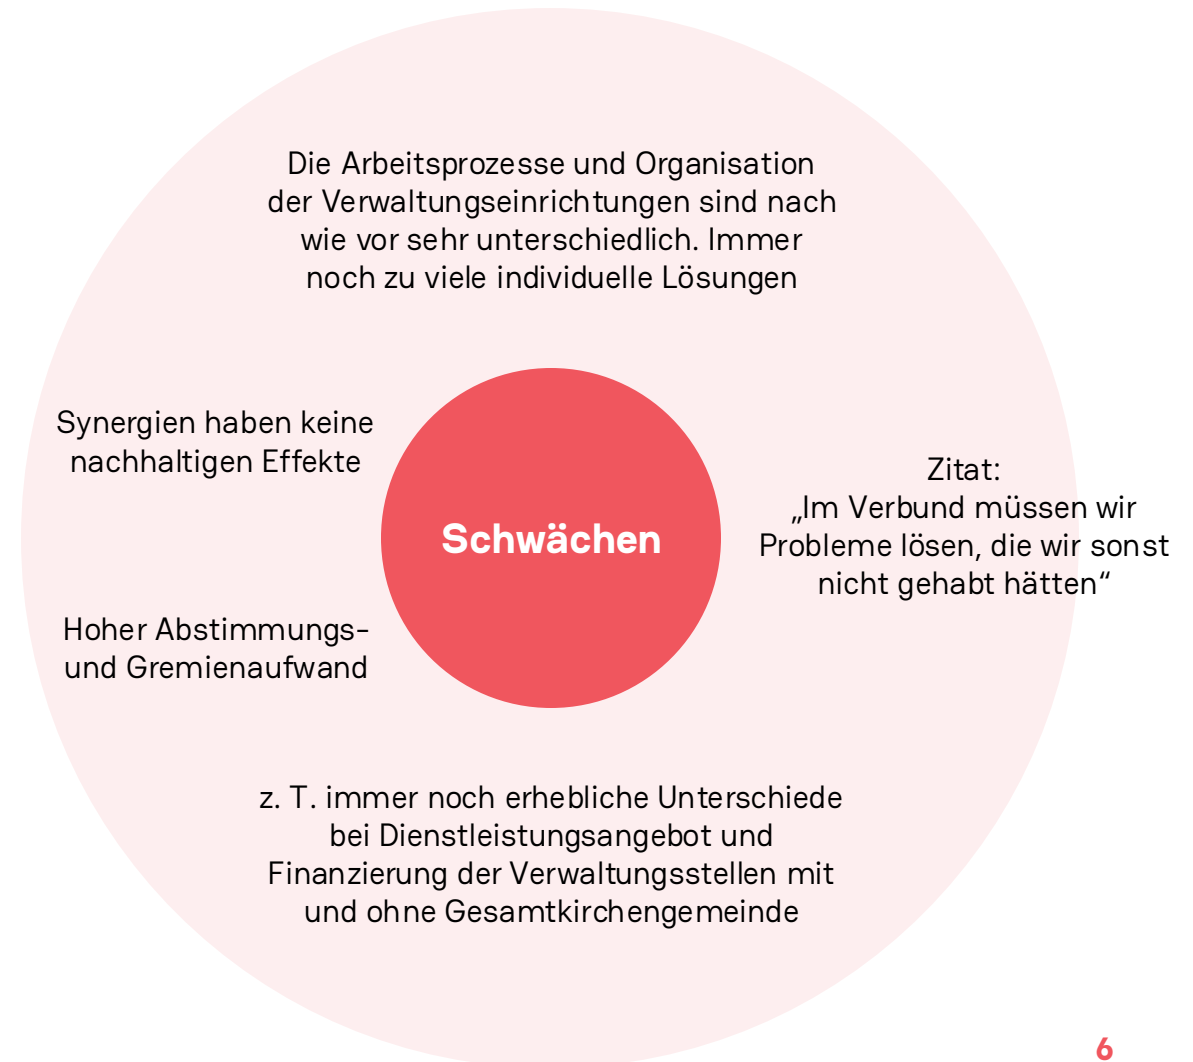 Die Arbeitsprozesse und Organisation
der Verwaltungseinrichtungen sind nach
wie vor sehr unterschiedlich. Immer
noch zu viele individuelle Lösungen
Synergien haben keine
nachhaltigen Effekte
Zitat:
„Im Verbund müssen wir
Probleme lösen, die wir sonst
nicht gehabt hätten“
Schwächen
Hoher Abstimmungs-
und Gremienaufwand
z. T. immer noch erhebliche Unterschiede
bei Dienstleistungsangebot und
Finanzierung der Verwaltungsstellen mit
und ohne Gesamtkirchengemeinde
6